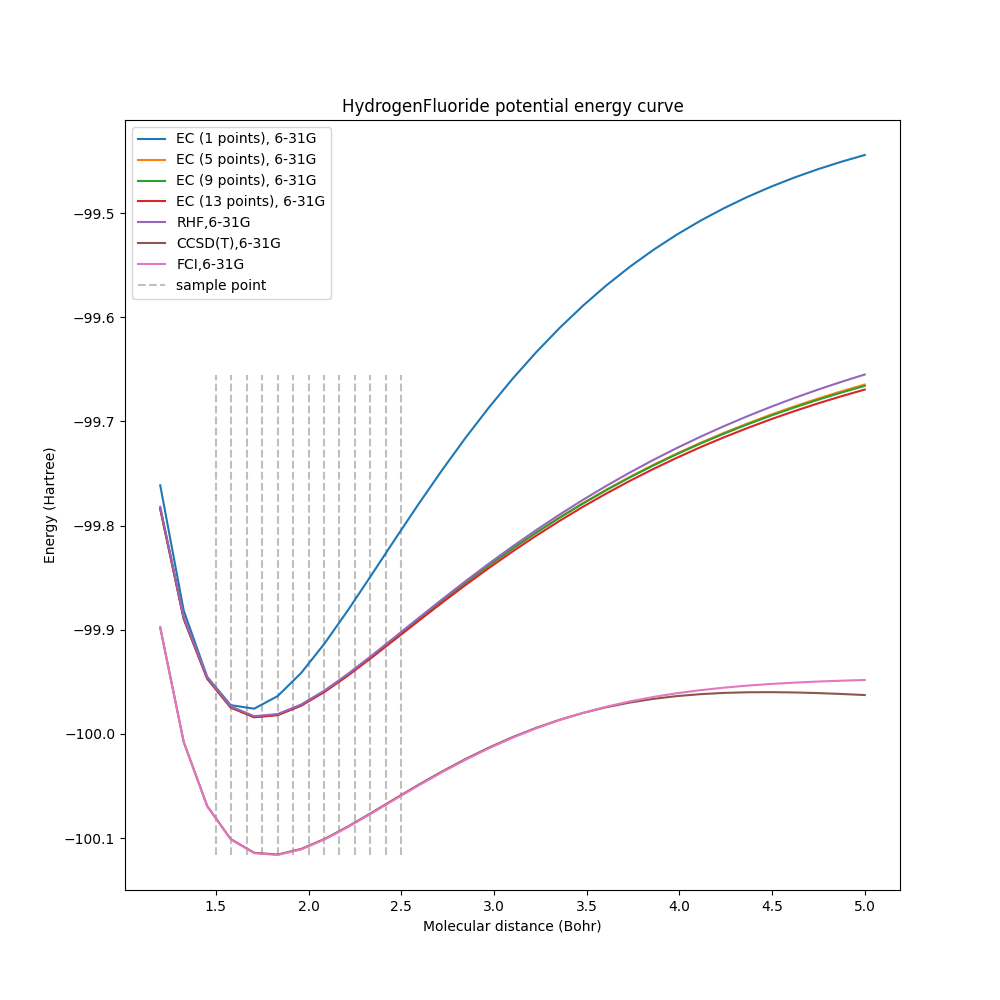 HydrogenFluoride potential energy curve
EC (1 points), 6-31G
EC (5 points), 6-31G
EC (9 points), 6-31G
EC (13 points), 6-31G
RHF,6-31G
CCSD(T),6-31G
FCI,6-31G
sample point
−99.5
−99.6
−99.7
−99.8
−99.9
−100.0
−100.1
Energy (Hartree)
1.5 2.0 2.5 3.0 3.5 4.0 4.5 5.0
Molecular distance (Bohr)